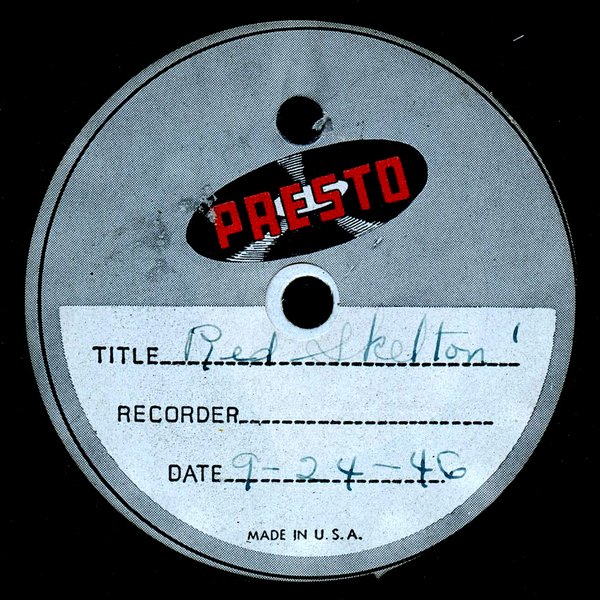 PRESTO
TITLE Red Skelton '
RECORDER
DATE 9-24-46
MADE IN U.S.A.